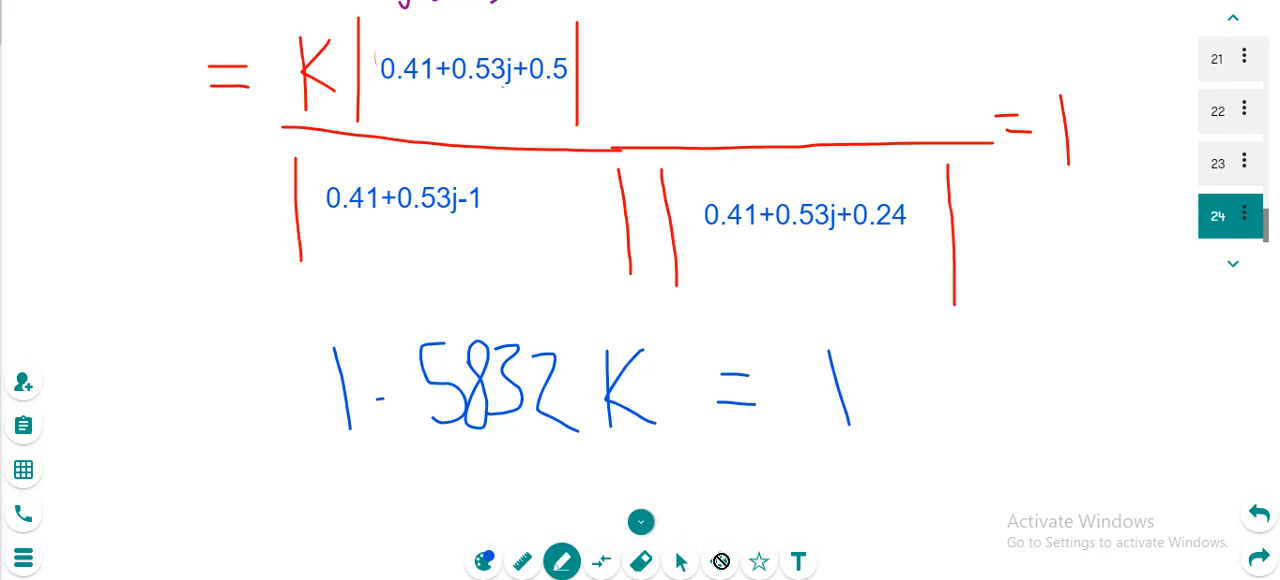 = K | 0.41+0.53j+0.5 |
= 1
| 0.41+0.53j-1 | | 0.41+0.53j+0.24 |
1.5832 K = 1
21
22
23
24
Activate Windows
Go to Settings to activate Windows.
T